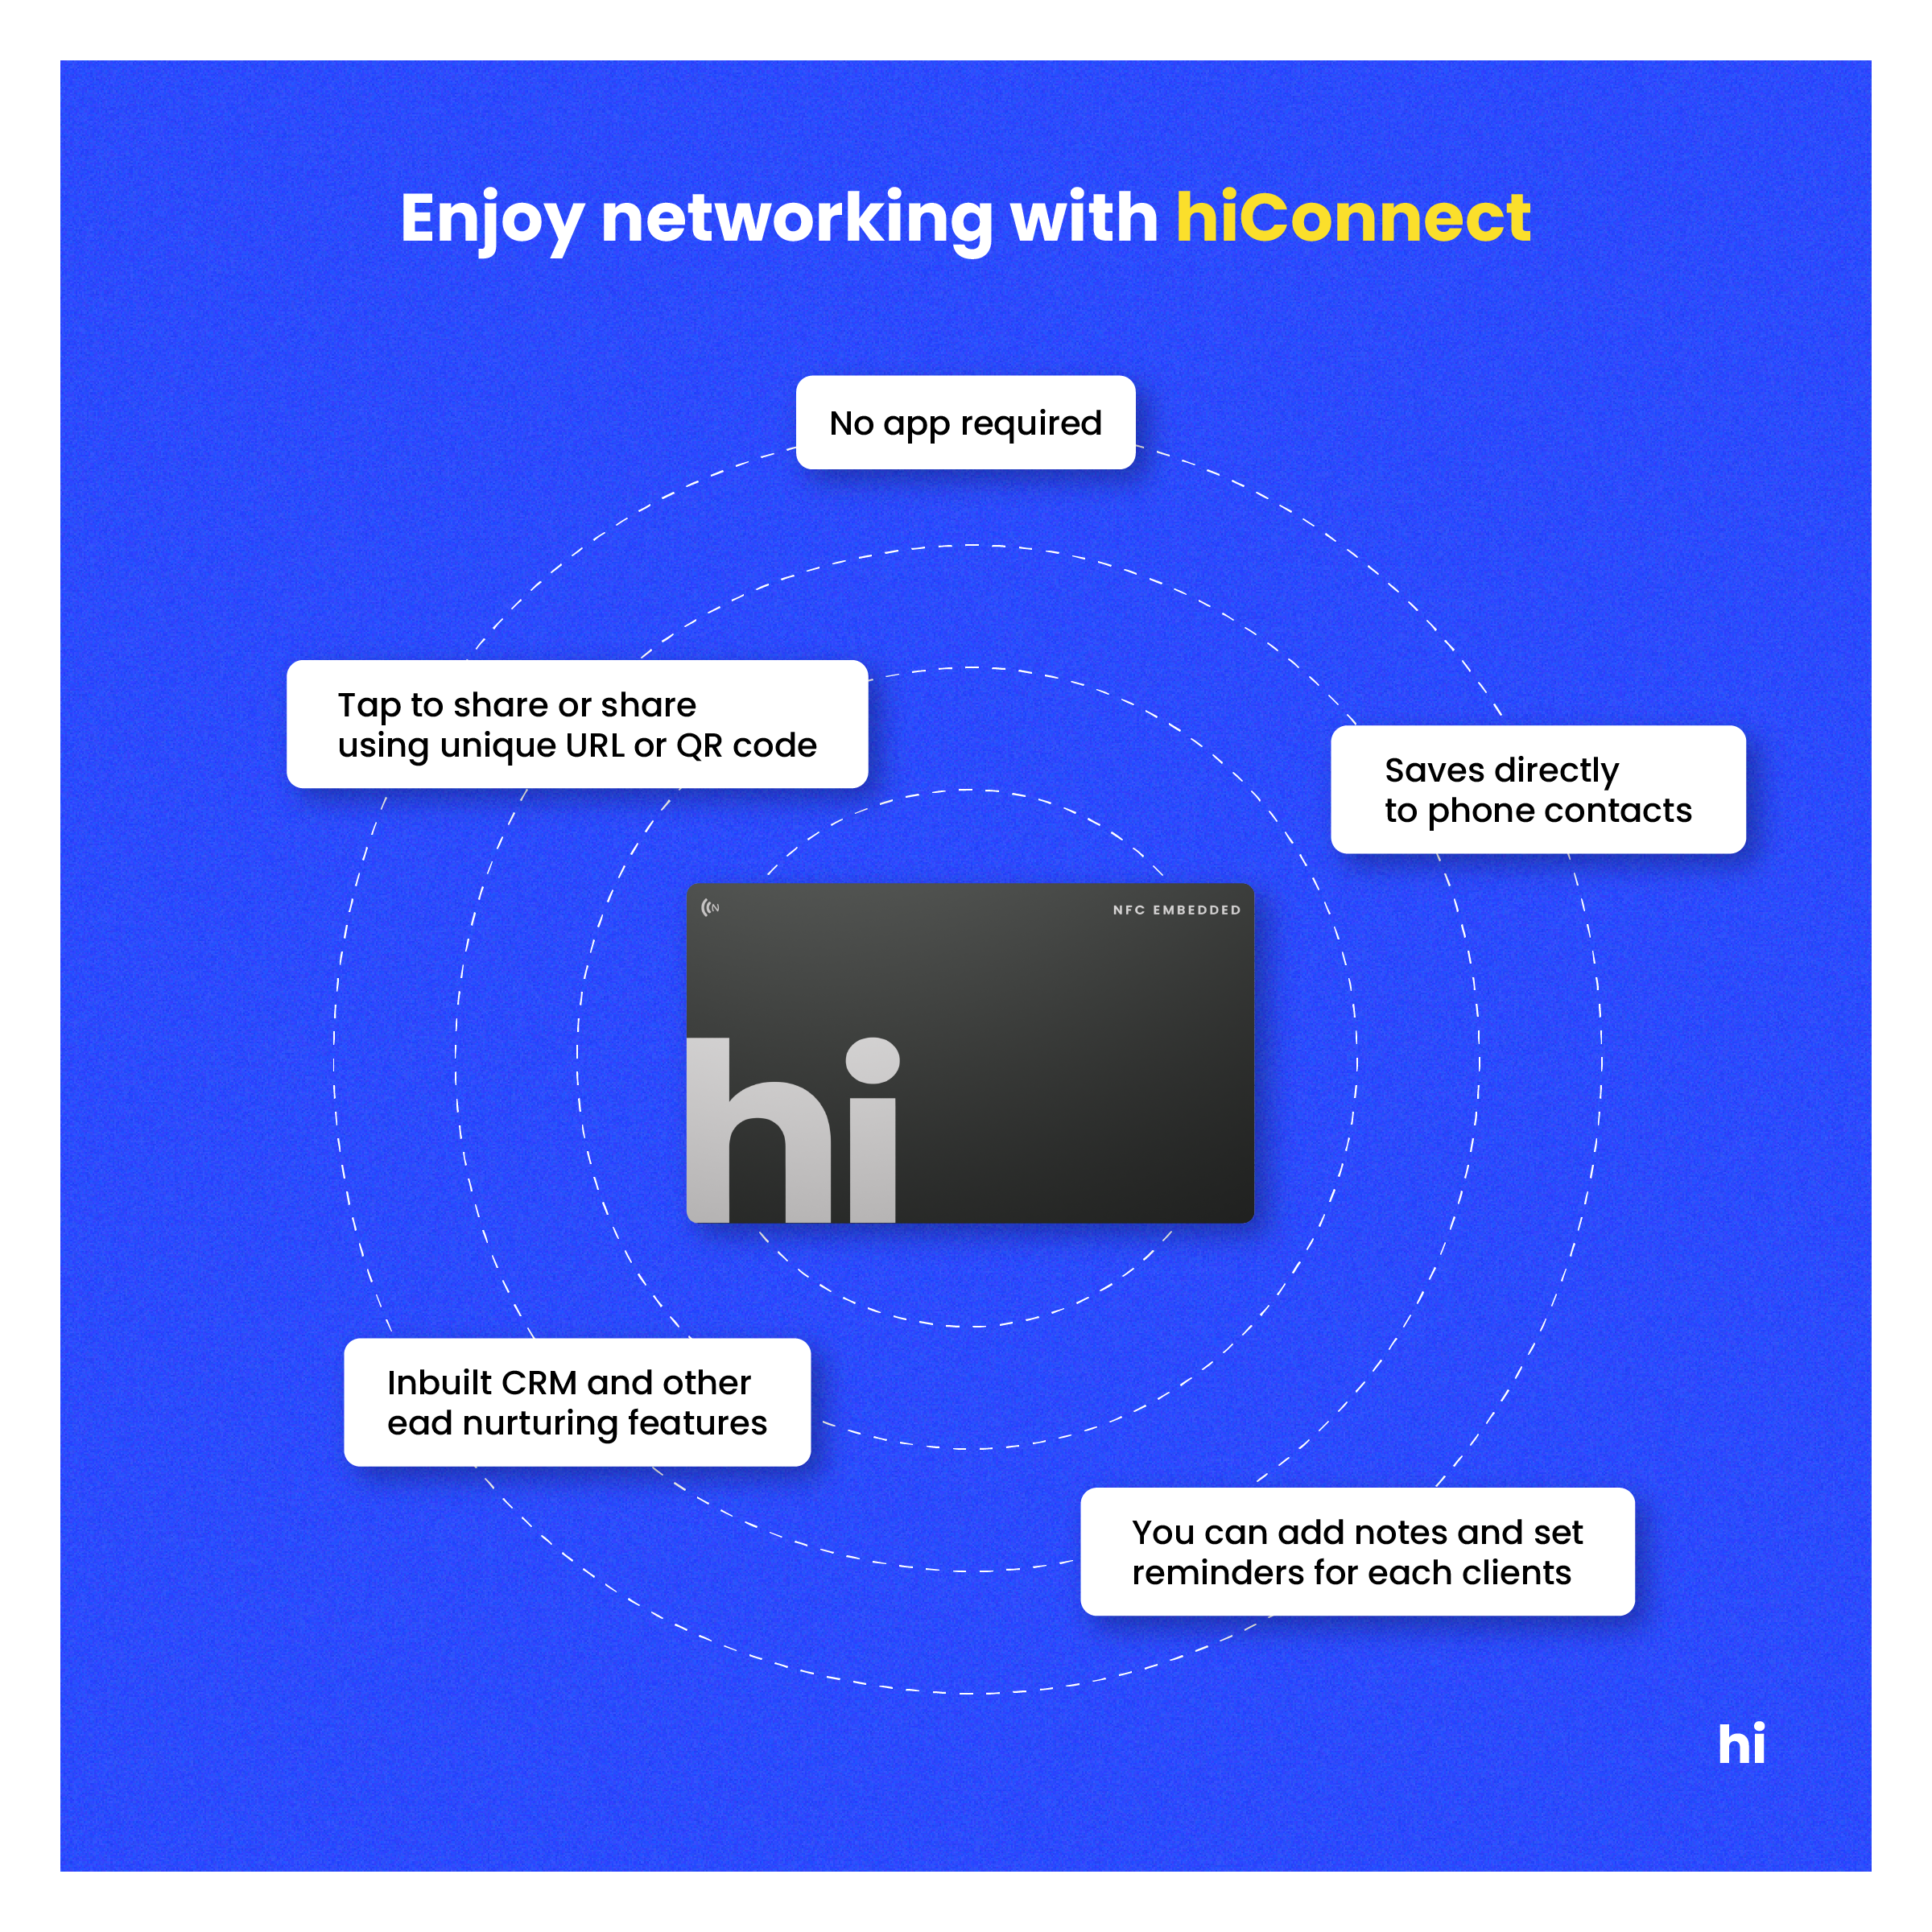 Enjoy networking with hiConnect
No app required
Tap to share or share
using unique URL or QR code
Saves directly
to phone contacts
N
NFC EMBEDDED
hi
Inbuilt CRM and other
ead nurturing features
You can add notes and set
reminders for each clients
hi